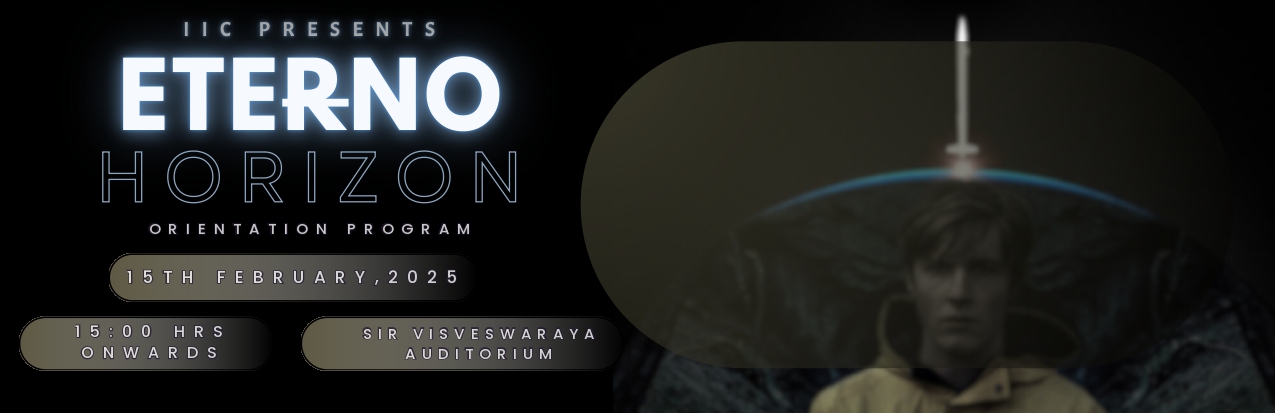 IIC PRESENTS
ETERNO
HORIZON
ORIENTATION PROGRAM
15TH FEBRUARY,2025
15:00 HRS
ONWARDS
SIR VISVESWARAYA
AUDITORIUM